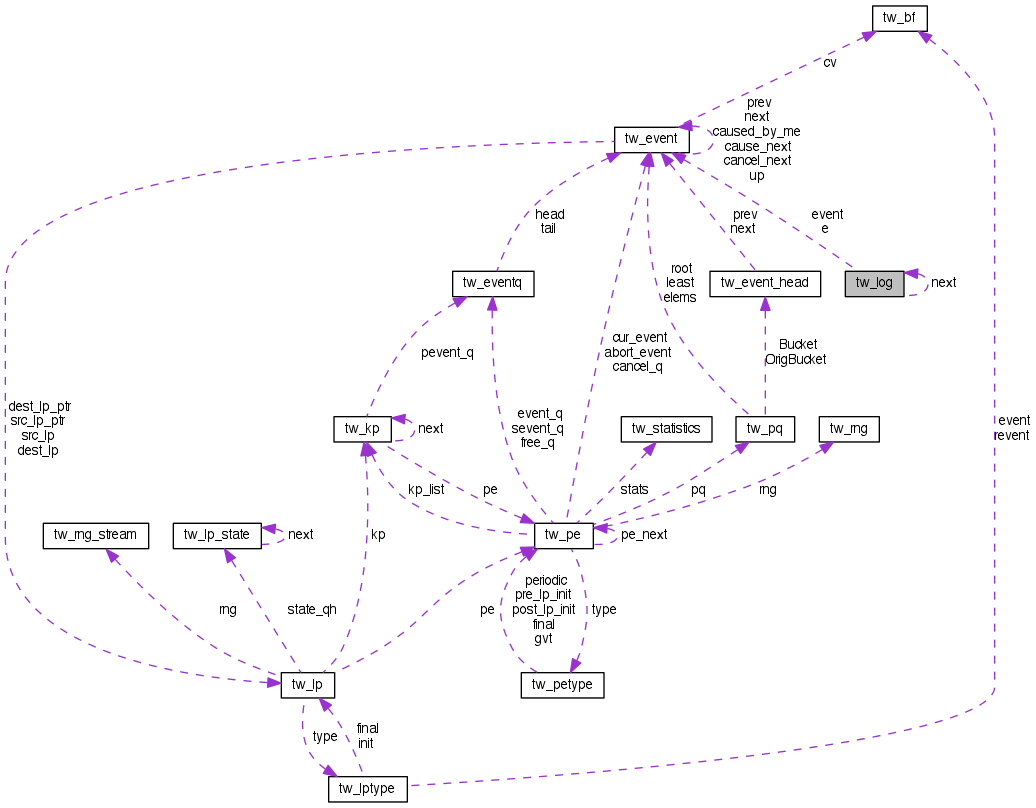 tw_bf
cv
prev
next
caused_by_me
cause_next
cancel_next
up
tw_event
head
tail
prev
next
event
e
root
least
elems
tw_eventq
tw_event_head
tw_log
next
pevent_q
cur_event
abort_event
cancel_q
Bucket
OrigBucket
dest_lp_ptr
src_lp_ptr
src_lp
dest_lp
event_q
sevent_q
free_q
event
revent
tw_kp
next
tw_statistics
tw_pq
tw_rng
kp_list
pe
stats
pq
rng
tw_rng_stream
tw_lp_state
next
kp
tw_pe
pe_next
rng
state_qh
pe
periodic
pre_lp_init
post_lp_init
final
gvt
type
tw_lp
tw_petype
type
final
init
tw_lptype